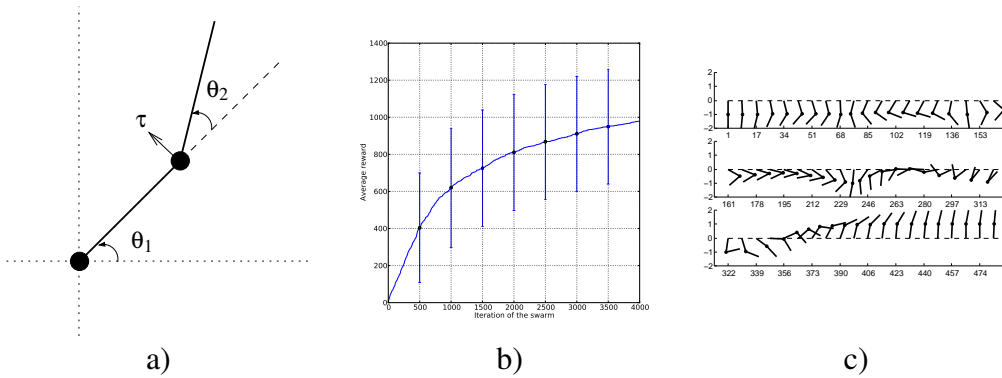 θ2
τ
θ1
a)
1400
1200
1000
800
600
400
200
0
Average reward
0 500 1000 1500 2000 2500 3000 3500 4000
Iteration of the swarm
b)
2
1
0
−1
−2
1 17 34 51 68 85 102 119 136 153
2
1
0
−1
−2
161 178 195 212 229 246 263 280 297 313
2
1
0
−1
−2
322 339 356 373 390 406 423 440 457 474
c)